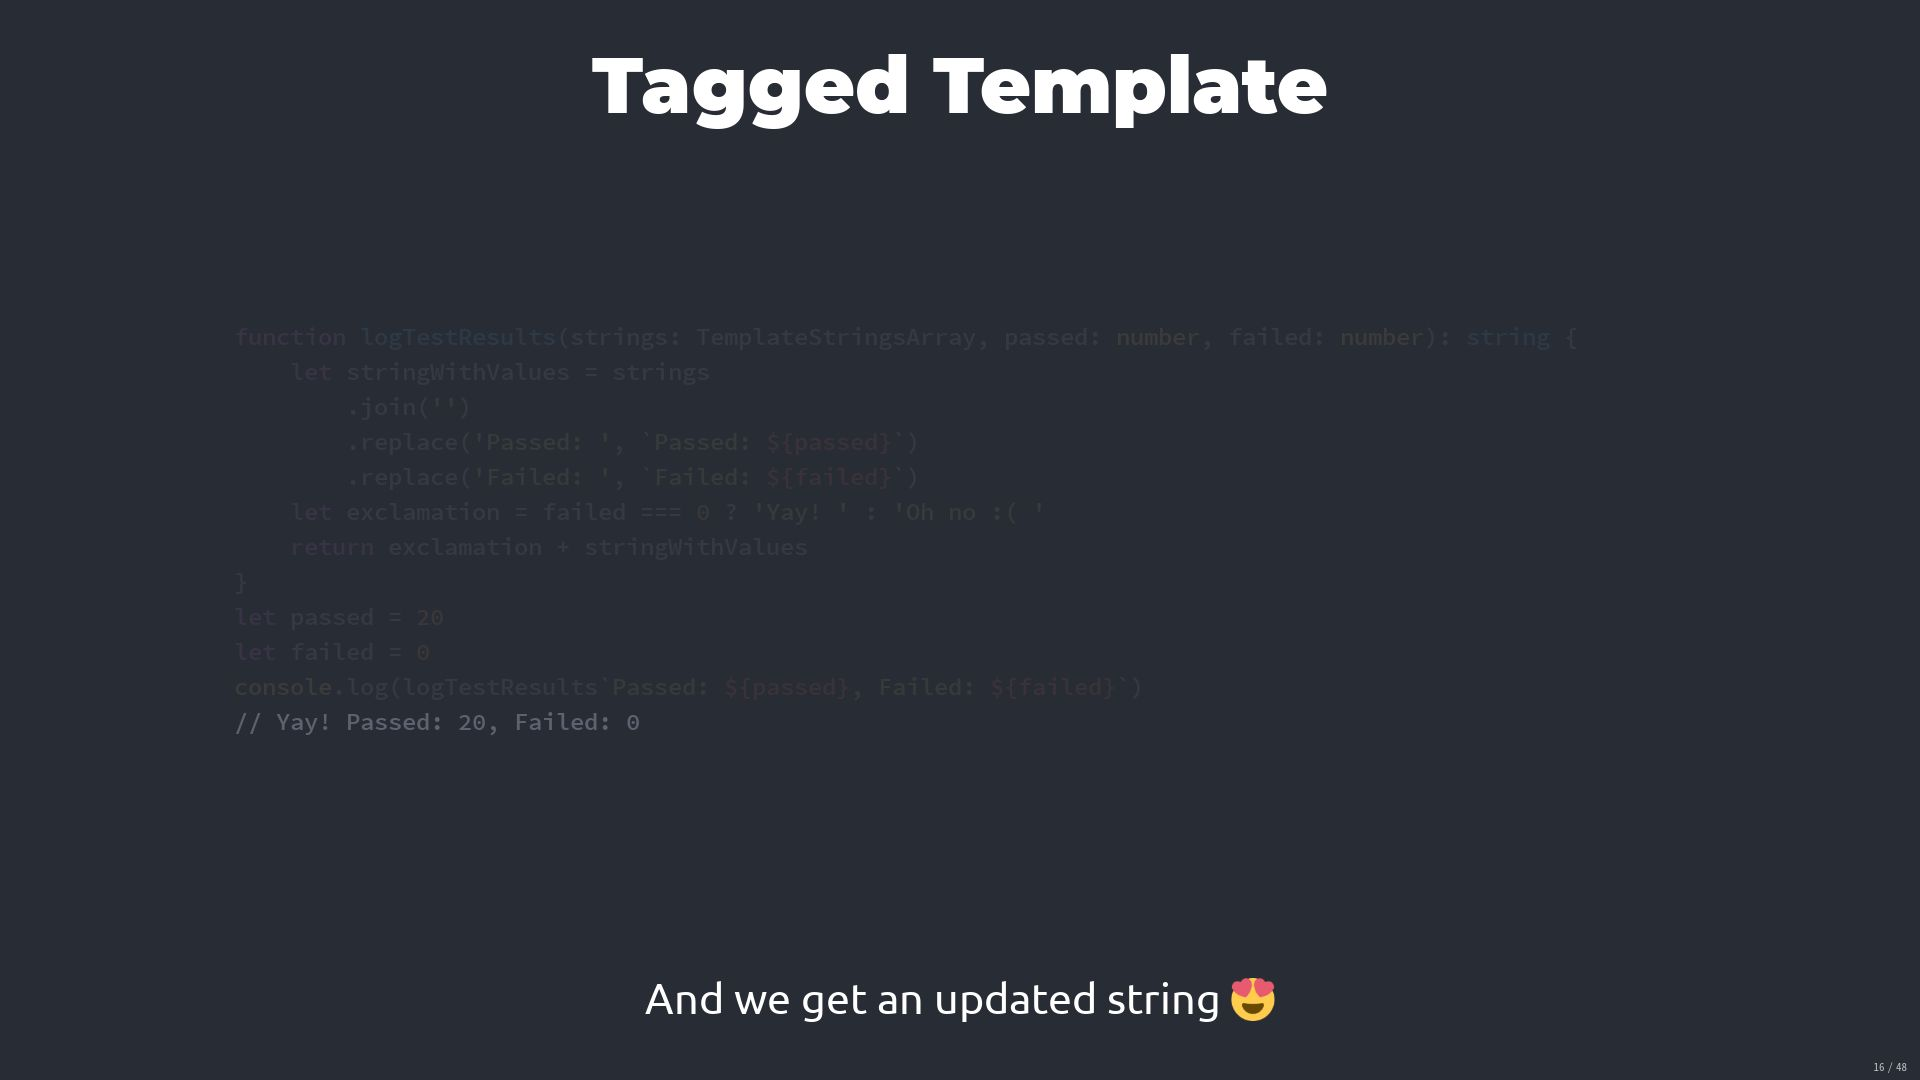 Tagged Template
function logTestResults(strings: TemplateStringsArray, passed: number, failed: number): string {
    let stringWithValues = strings
        .join('')
        .replace('Passed: ', `Passed: ${passed}`)
        .replace('Failed: ', `Failed: ${failed}`)
    let exclamation = failed === 0 ? 'Yay! ' : 'Oh no :( '
    return exclamation + stringWithValues
}
let passed = 20
let failed = 0
console.log(logTestResults`Passed: ${passed}, Failed: ${failed}`)
// Yay! Passed: 20, Failed: 0
And we get an updated string 😍
16 / 48